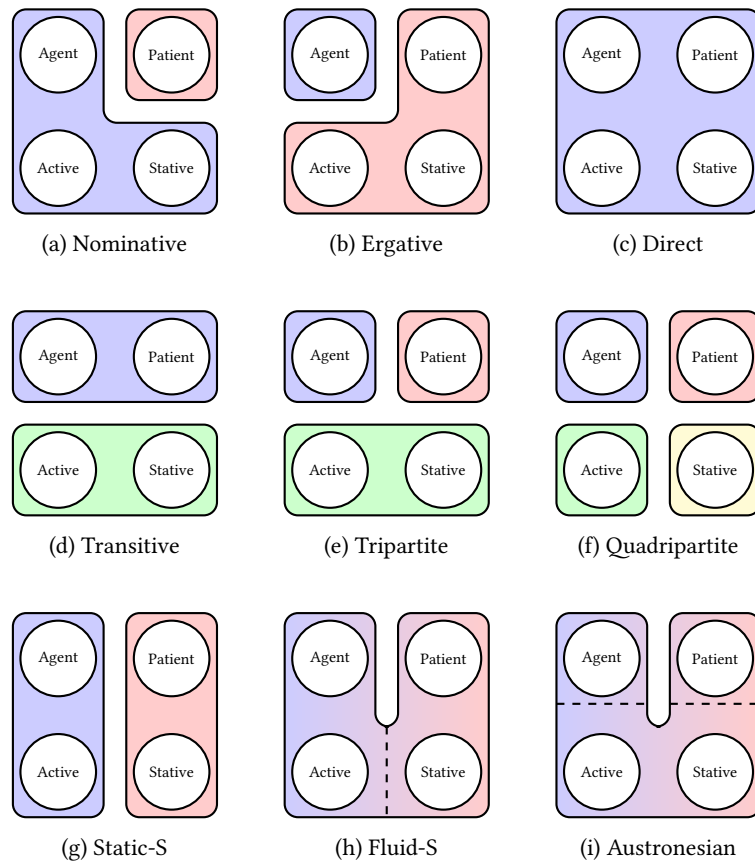 Agent Patient Agent Patient Agent Patient
Active Stative Active Stative Active Stative
(a) Nominative (b) Ergative (c) Direct
Agent Patient Agent Patient Agent Patient
Active Stative Active Stative Active Stative
(d) Transitive (e) Tripartite (f) Quadripartite
Agent Patient Agent Patient Agent Patient
Active Stative Active Stative Active Stative
(g) Static-S (h) Fluid-S (i) Austronesian